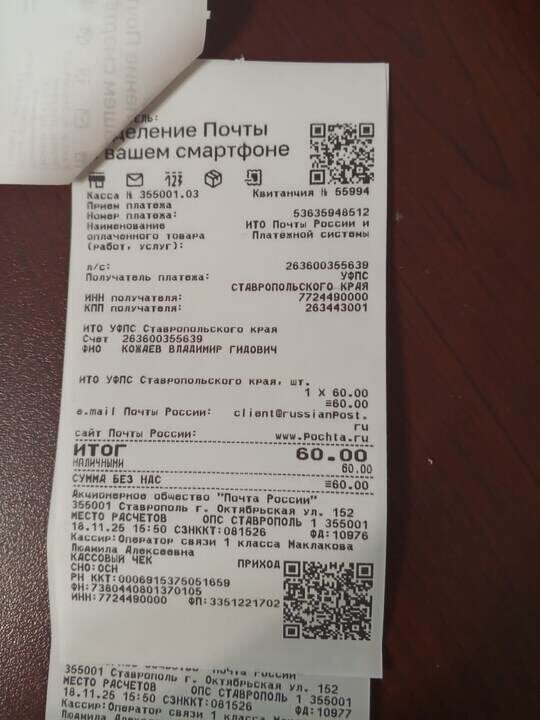 деление Почты
вашем смартфоне
Касса № 355001.03 Квитанция № 65994
Прием платежа
Номер платежа: 53635948512
Наименование ИТО Почты России и
оплаченного товара Платежной системы
(работ, услуг):
л/с: 263600355639
Получатель платежа: УФПС
СТАВРОПОЛЬСКОГО КРАЯ
ИНН получателя: 7724490000
КПП получателя: 263443001
ИТО УФПС Ставропольского края
Счет 263600355639
ФИО КОЖАЕВ ВЛАДИМИР ГИДОВИЧ
ИТО УФПС Ставропольского края, шт.
1 X 60.00
≡60.00
e.mail Почты России: client@russianPost.
ru
сайт Почты России: www.Pochta.ru
ИТОГ 60.00
НАЛИЧНЫМИ 60.00
СУММА БЕЗ НДС ≡60.00
Акционерное общество "Почта России"
355001 Ставрополь г. Октябрьская ул. 152
МЕСТО РАСЧЕТОВ ОПС СТАВРОПОЛЬ 1 355001
18.11.25 15:50 СЗНККТ:081526 ФД:10976
Кассир:Оператор связи 1 класса Маклакова
Людмила Алексеевна
КАССОВЫЙ ЧЕК ПРИХОД
СНО:ОСН
РН ККТ:0006915375051659
ФН:7380440801370105
ИНН:7724490000 ФП:3351221702
355001 Ставрополь г. Октябрьская ул. 152
МЕСТО РАСЧЕТОВ ОПС СТАВРОПОЛЬ 1 355001
18.11.25 15:50 СЗНККТ:081526 ФД:10977
Кассир:Оператор связи 1 класса Маклакова